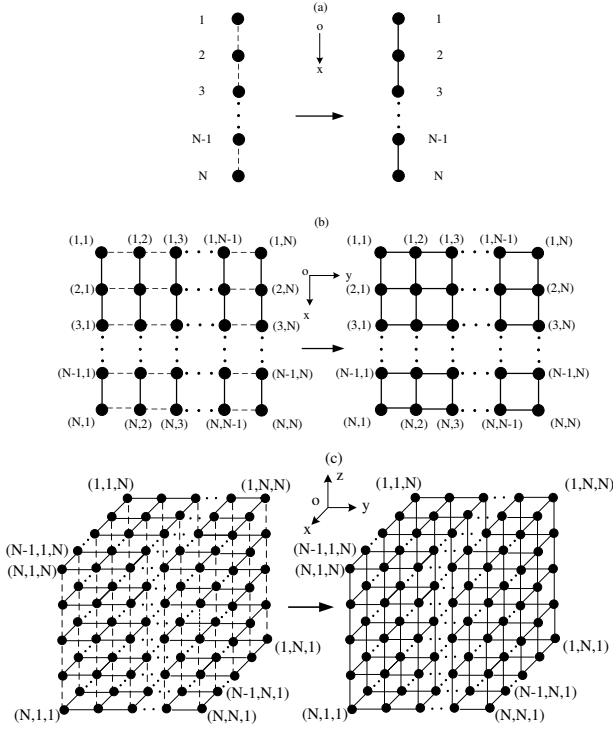 (a)
1 o 1
2 2
x
3 3
N-1 N-1
N N
(b)
(1,1) (1,2) (1,3) (1,N-1) (1,N) (1,1) (1,2) (1,3) (1,N-1) (1,N)
o y
(2,1) (2,N) (2,1) (2,N)
x
(3,1) (3,N) (3,1) (3,N)
(N-1,1) (N-1,N) (N-1,1) (N-1,N)
(N,1) (N,2) (N,3) (N,N-1) (N,N) (N,1) (N,2) (N,3) (N,N-1) (N,N)
(c)
(1,1,N) (1,N,N) z (1,1,N) (1,N,N)
o y
x
(N-1,1,N) (N-1,1,N)
(N,1,N) (N,1,N)
(1,N,1) (1,N,1)
(N-1,N,1) (N-1,N,1)
(N,1,1) (N,N,1) (N,1,1) (N,N,1)